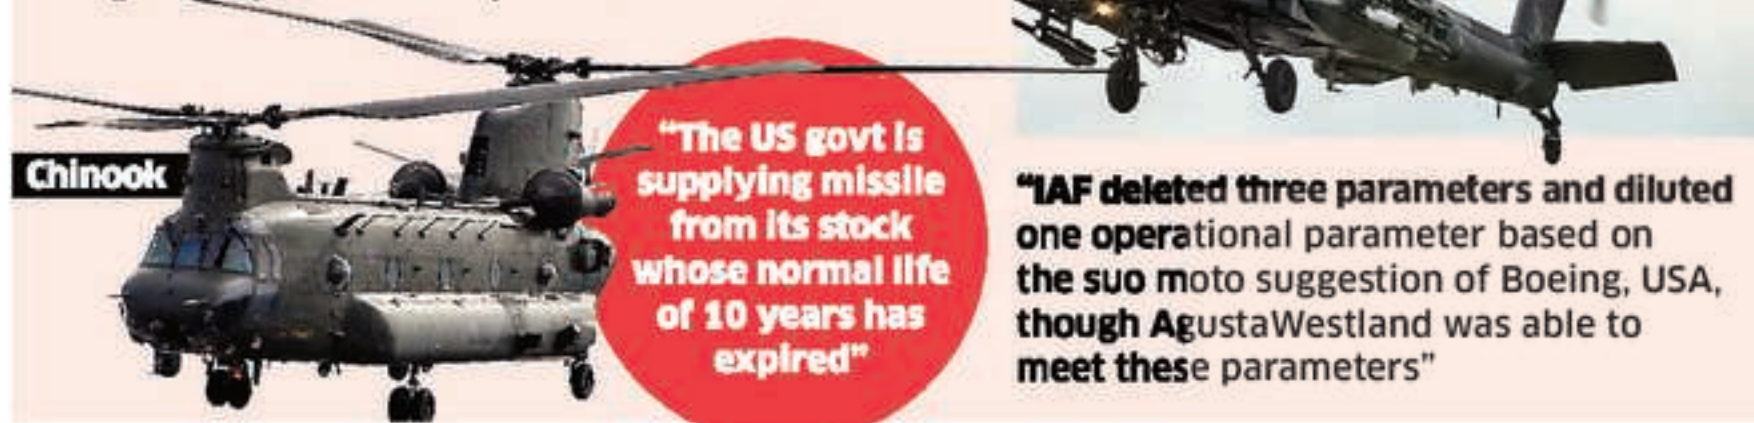 Chinook
"The US govt is
supplying missile
from its stock
whose normal life
of 10 years has
expired"
"IAF deleted three parameters and diluted
one operational parameter based on
the suo moto suggestion of Boeing, USA,
though AgustaWestland was able to
meet these parameters"